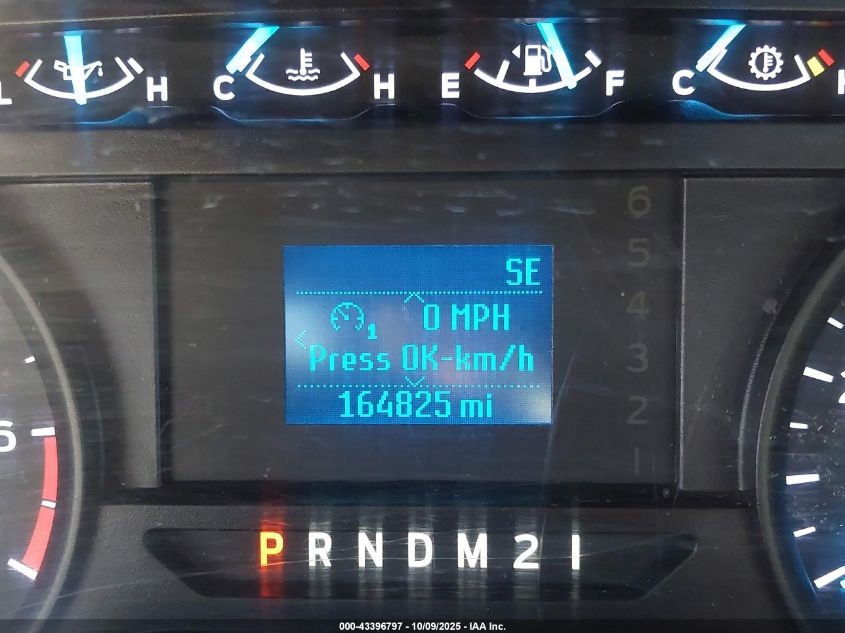 L H C H E F C H
6
5
SE
4
1 0 MPH
3
Press OK-km/h
2
164825 mi
1
6
P R N D M 2 1
000-43396797 - 10/09/2025 - IAA Inc.